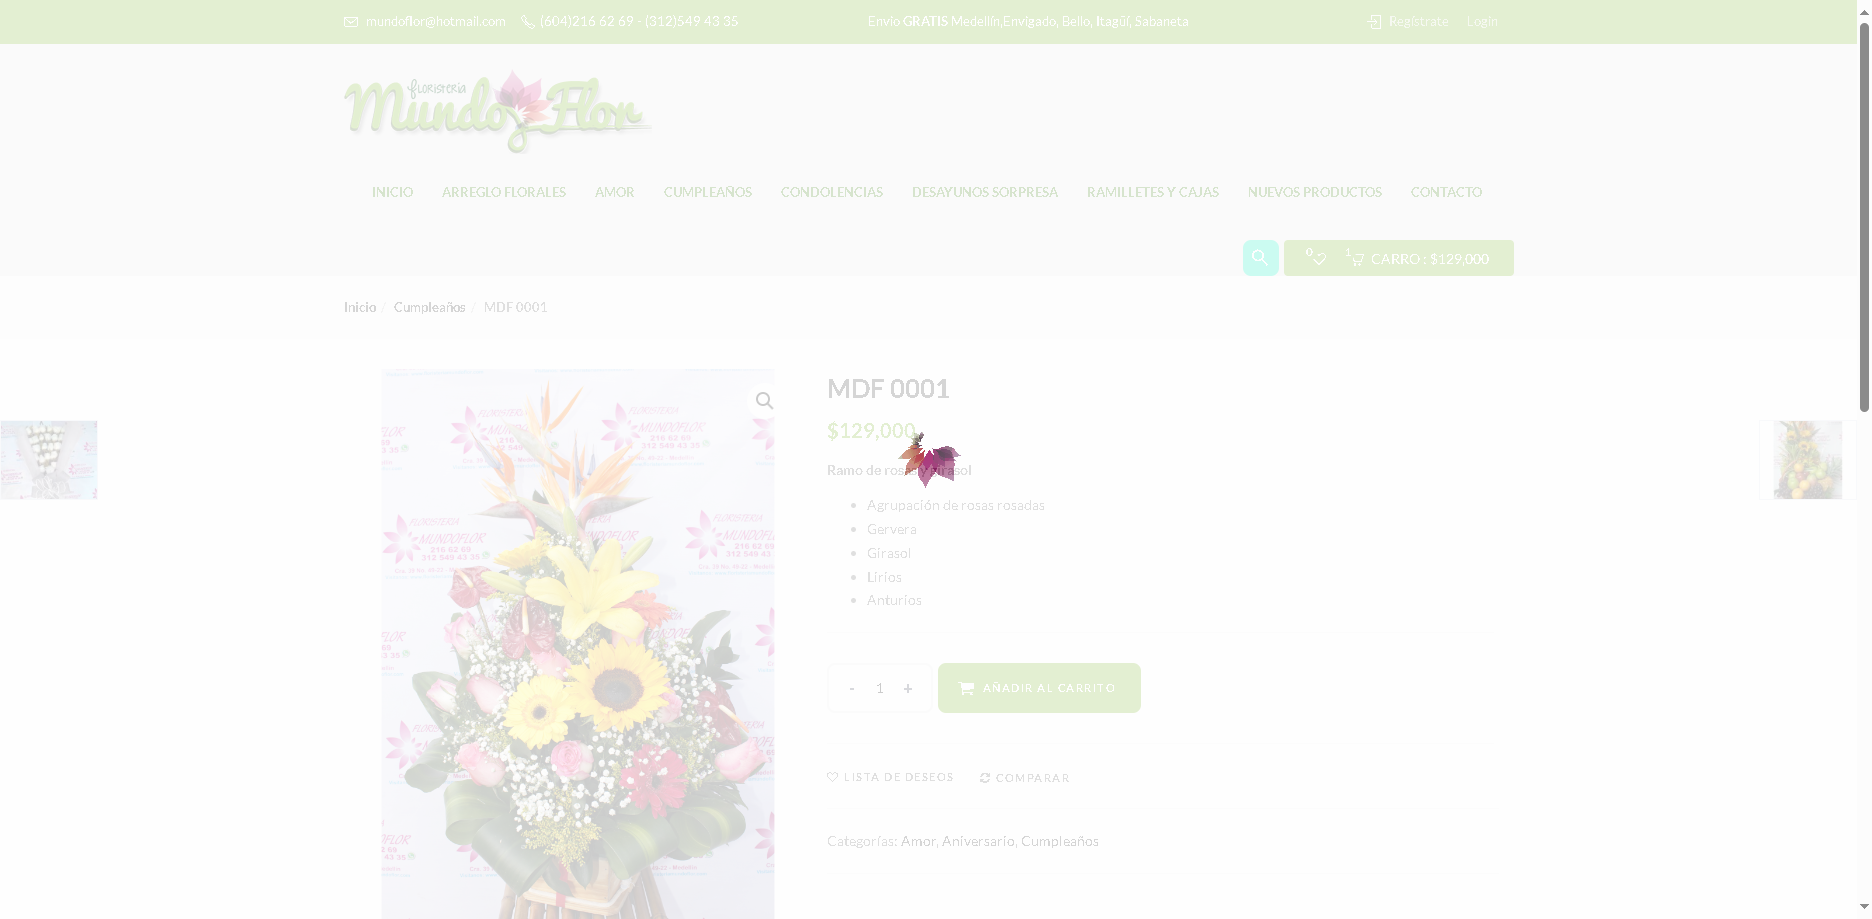 mundoflor@hotmail.com (604)216 62 69 - (312)549 43 35 Envío GRATIS Medellín,Envigado, Bello, Itagüí, Sabaneta Regístrate Login
FLORISTERÍA
Mundo Flor
INICIO ARREGLO FLORALES AMOR CUMPLEAÑOS CONDOLENCIAS DESAYUNOS SORPRESA RAMILLETES Y CAJAS NUEVOS PRODUCTOS CONTACTO
0 1 CARRO : $129,000
Inicio / Cumpleaños / MDF 0001
MDF 0001
$129,000
Ramo de rosas y girasol
Agrupación de rosas rosadas
Gervera
Girasol
Lirios
Anturios
- 1 + AÑADIR AL CARRITO
LISTA DE DESEOS COMPARAR
Categorías: Amor, Aniversario, Cumpleaños
FLORISTERIA
MUNDOFLOR
216 62 69
312 549 43 35